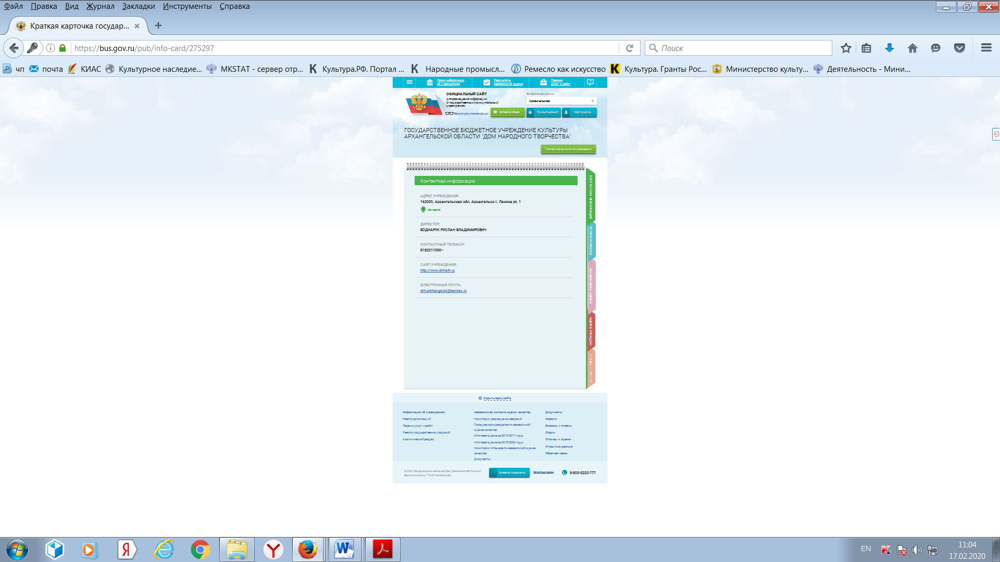 Файл Правка Вид Журнал Закладки Инструменты Справка
Краткая карточка государ...
https://bus.gov.ru/pub/info-card/275297
Поиск
чп почта КИАС Культурное наследие... MKSTAT - сервер отр... Культура.РФ. Портал ... Народные промысл... Ремесло как искусство Культура. Гранты Рос... Министерство культу... Деятельность - Мини...
Поиск информации об учреждениях
Результаты независимой оценки
Перечни услуг и работ
ОФИЦИАЛЬНЫЙ САЙТ
для размещения информации
о государственных (муниципальных)
учреждениях
Версия для слабовидящих
Выберите ваш регион
Архангельская
Оставить отзыв Личный кабинет Мой профиль
ГОСУДАРСТВЕННОЕ БЮДЖЕТНОЕ УЧРЕЖДЕНИЕ КУЛЬТУРЫ
АРХАНГЕЛЬСКОЙ ОБЛАСТИ "ДОМ НАРОДНОГО ТВОРЧЕСТВА"
Полная информация об учреждении
Контактная информация
АДРЕС УЧРЕЖДЕНИЯ:
163000, Архангельская обл, Архангельск г, Ленина ул, 1
На карте
ДИРЕКТОР:
БОДНАРУК РУСЛАН ВЛАДИМИРОВИЧ
КОНТАКТНЫЙ ТЕЛЕФОН:
8182211050--
САЙТ УЧРЕЖДЕНИЯ:
http://www.dnt-arh.ru
ЭЛЕКТРОННАЯ ПОЧТА:
dnt.arkhangelsk@yandex.ru
КОНТАКТНАЯ ИНФОРМАЦИЯ
УСЛУГИ И РАБОТЫ
НЕЗАВИСИМАЯ ОЦЕНКА
ОЦЕНКА ГРАЖДАН
ОТЗЫВЫ О РАБОТЕ
Скрыть карту сайта
Информация об учреждениях
Реестр организаций
Перечни услуг и работ
Реестр государственных заданий
Аналитический раздел
Независимая система оценки качества
Мониторинг размещения сведений
Посещаемость разделов по независимой
оценке качества
Итоговая оценка за 2015-2017 годы
Итоговая оценка за 2018-2020 годы
Мониторинг отзывов по независимой оценке
качества
Документы
Документы
Новости
Вопросы и ответы
Форум
Отзывы и оценки
Открытые данные
Обратная связь
© 2020, Федеральное казначейство (Казначейство России)
Версия системы
Оставить пожелание Обратная связь 8-800-2222-777
EN
11:04
17.02.2020